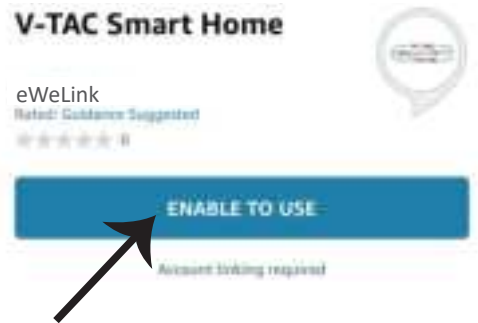 V-TAC Smart Home
eWeLink
Rated: Guidance Suggested
ENABLE TO USE
Account linking required